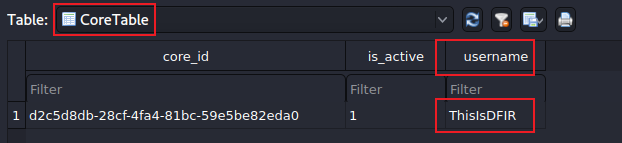 Table: CoreTable
core_id is_active username
Filter Filter Filter
1 d2c5d8db-28cf-4fa4-81bc-59e5be82eda0 1 ThisIsDFIR